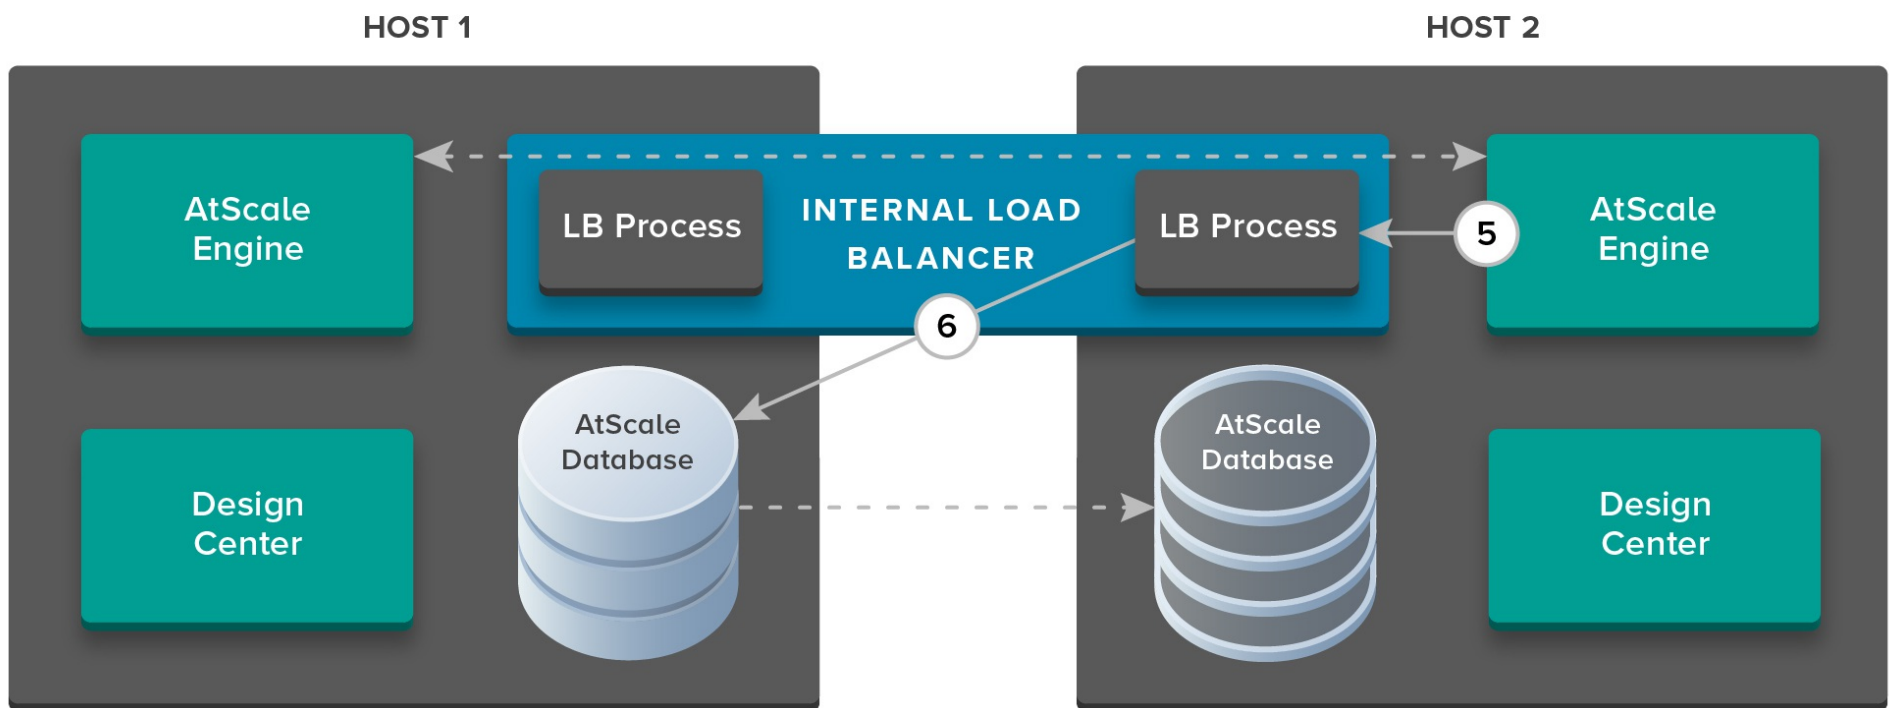 HOST 1
HOST 2
AtScale
Engine
LB Process
INTERNAL LOAD
BALANCER
LB Process
5
AtScale
Engine
6
AtScale
Database
AtScale
Database
Design
Center
Design
Center